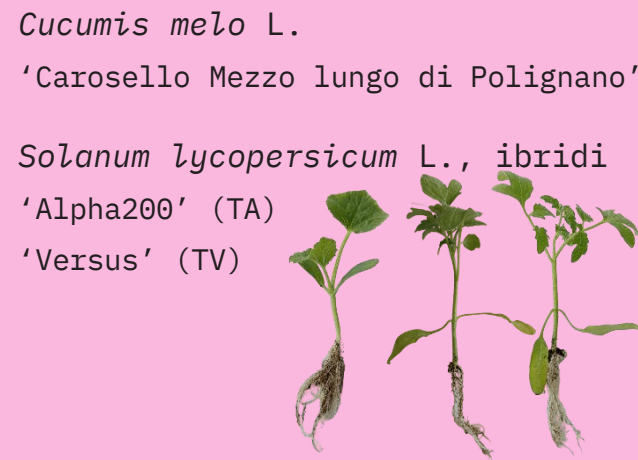 Cucumis melo L.
‘Carosello Mezzo lungo di Polignano’
Solanum lycopersicum L., ibridi
‘Alpha200’ (TA)
‘Versus’ (TV)